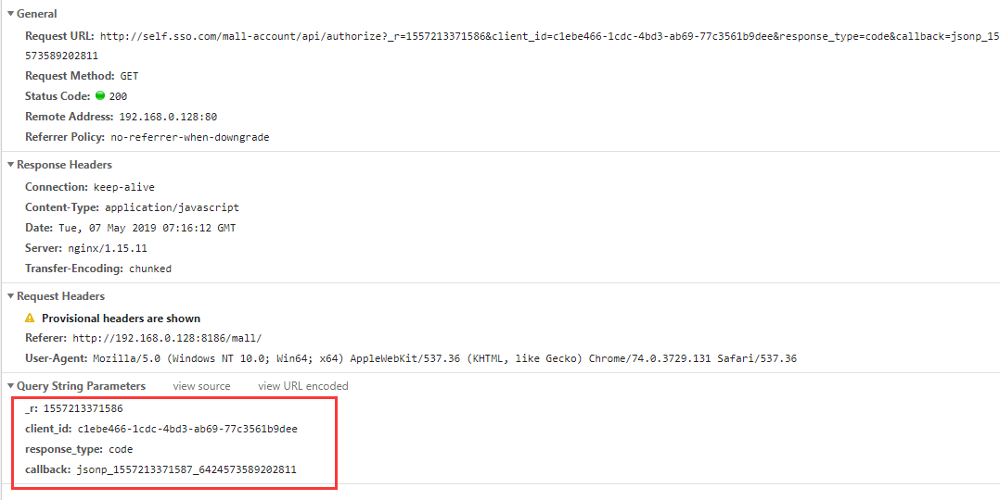 General
Request URL: http://self.sso.com/mall-account/api/authorize?_r=1557213371586&client_id=c1ebe466-1cdc-4bd3-ab69-77c3561b9dee&response_type=code&callback=jsonp_15
573589202811
Request Method: GET
Status Code: 200
Remote Address: 192.168.0.128:80
Referrer Policy: no-referrer-when-downgrade
Response Headers
Connection: keep-alive
Content-Type: application/javascript
Date: Tue, 07 May 2019 07:16:12 GMT
Server: nginx/1.15.11
Transfer-Encoding: chunked
Request Headers
Provisional headers are shown
Referer: http://192.168.0.128:8186/mall/
User-Agent: Mozilla/5.0 (Windows NT 10.0; Win64; x64) AppleWebKit/537.36 (KHTML, like Gecko) Chrome/74.0.3729.131 Safari/537.36
Query String Parameters view source view URL encoded
_r: 1557213371586
client_id: c1ebe466-1cdc-4bd3-ab69-77c3561b9dee
response_type: code
callback: jsonp_1557213371587_6424573589202811